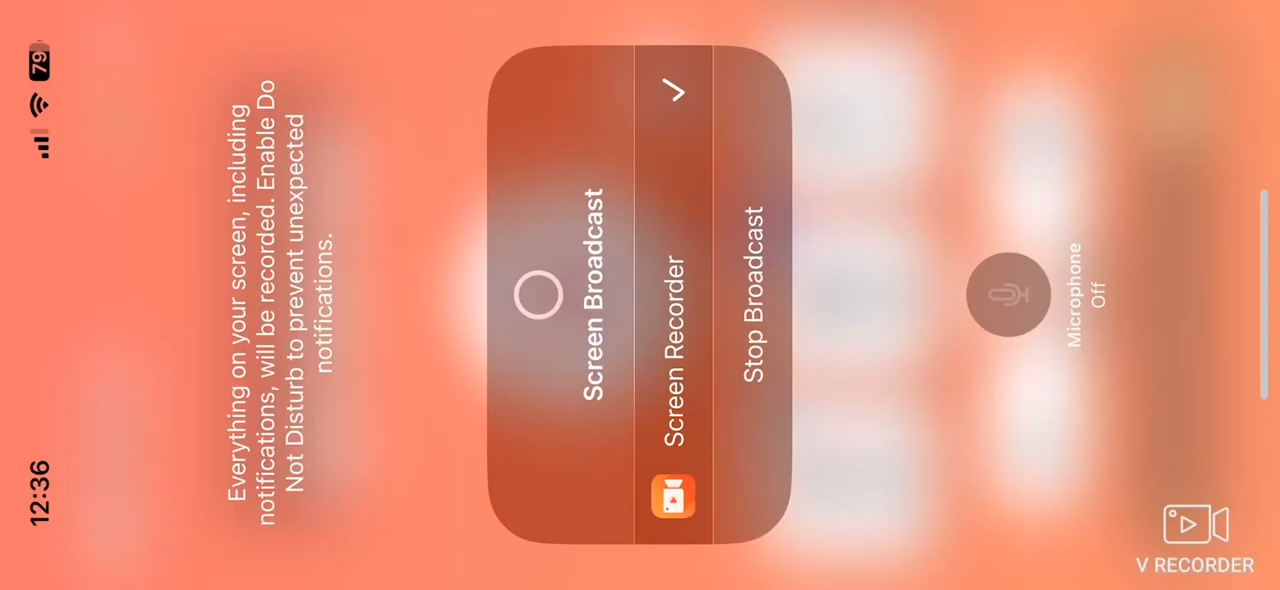 12:36
79
Everything on your screen, including
notifications, will be recorded. Enable Do
Not Disturb to prevent unexpected
notifications.
Screen Broadcast
Screen Recorder
Stop Broadcast
Microphone
Off
V RECORDER